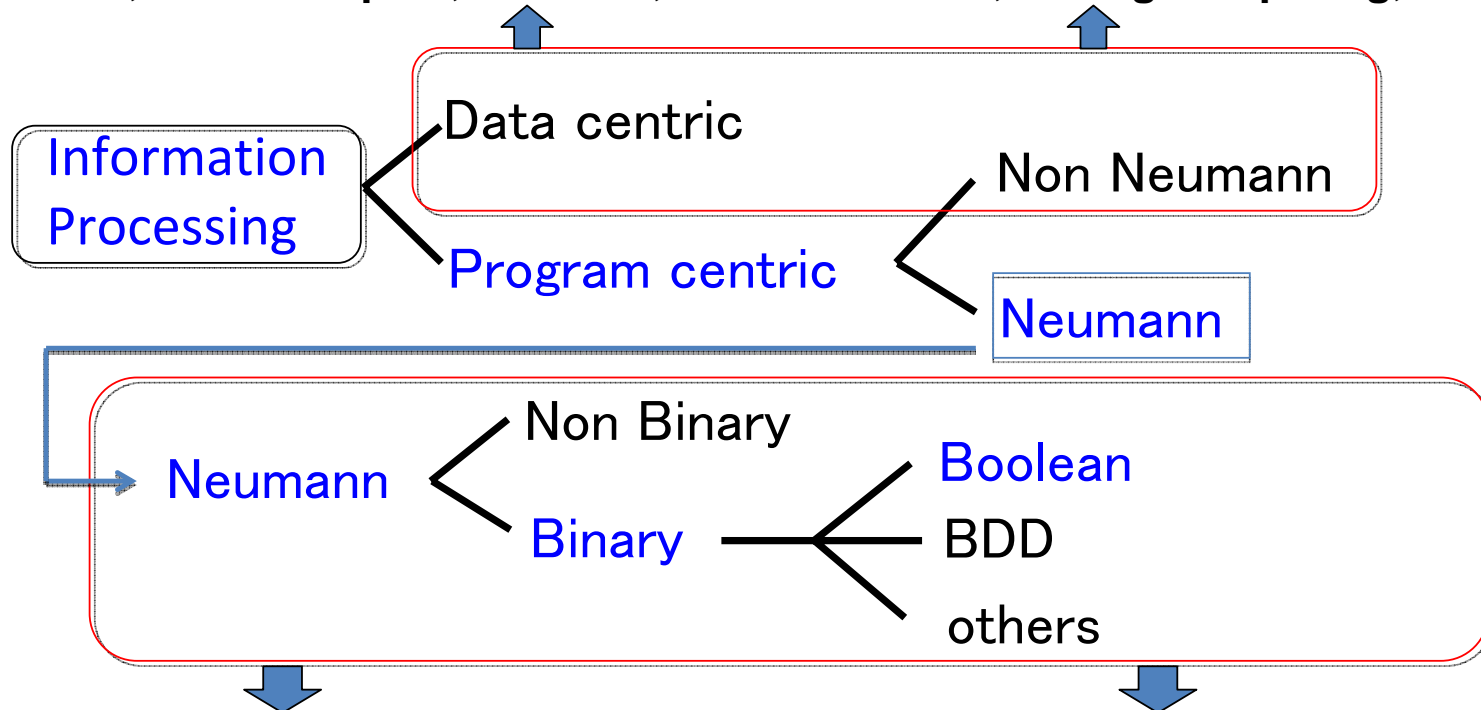 Data centric
Information
Processing
Non Neumann
Program centric
Neumann
Non Binary
Boolean
Neumann
Binary
BDD
others